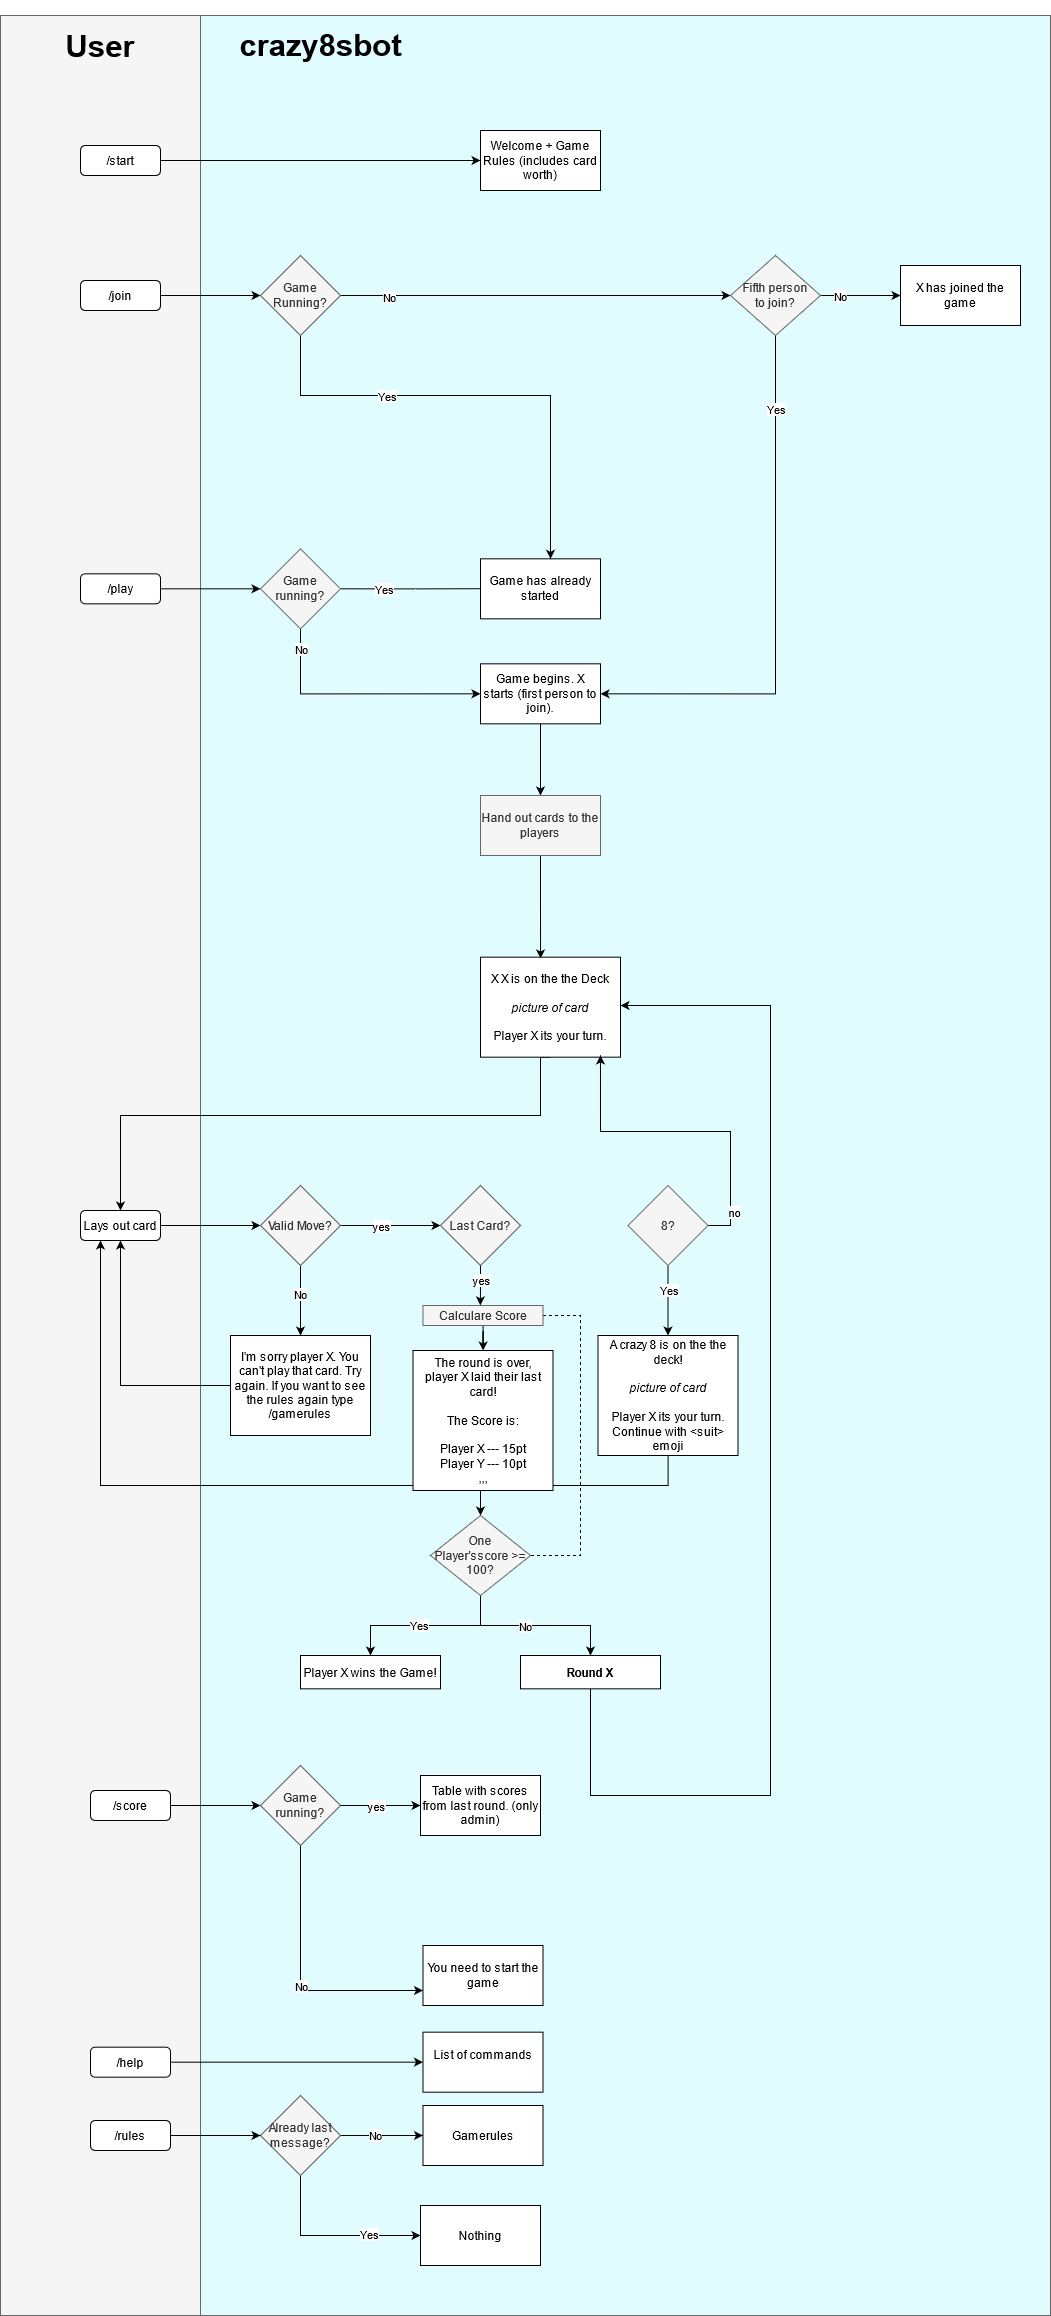 User
crazy8sbot
/start
Welcome + Game
Rules (includes card
worth)
/join
Game
Running?
No
Fifth person
to join?
No
X has joined the
game
Yes
Yes
/play
Game
running?
Yes
Game has already
started
No
Game begins. X
starts (first person to
join).
Hand out cards to the
players
X X is on the the Deck
picture of card
Player X its your turn.
Lays out card
Valid Move?
yes
Last Card?
8?
no
No
yes
Yes
Calculare Score
I'm sorry player X. You
can't play that card. Try
again. If you want to see
the rules again type
/gamerules
The round is over,
player X laid their last
card!
The Score is:
Player X --- 15pt
Player Y --- 10pt
,,,
A crazy 8 is on the the
deck!
picture of card
Player X its your turn.
Continue with <suit>
emoji
One
Player's score >=
100?
Yes
No
Player X wins the Game!
Round X
/score
Game
running?
yes
Table with scores
from last round. (only
admin)
No
You need to start the
game
/help
List of commands
/rules
Already last
message?
No
Gamerules
Yes
Nothing